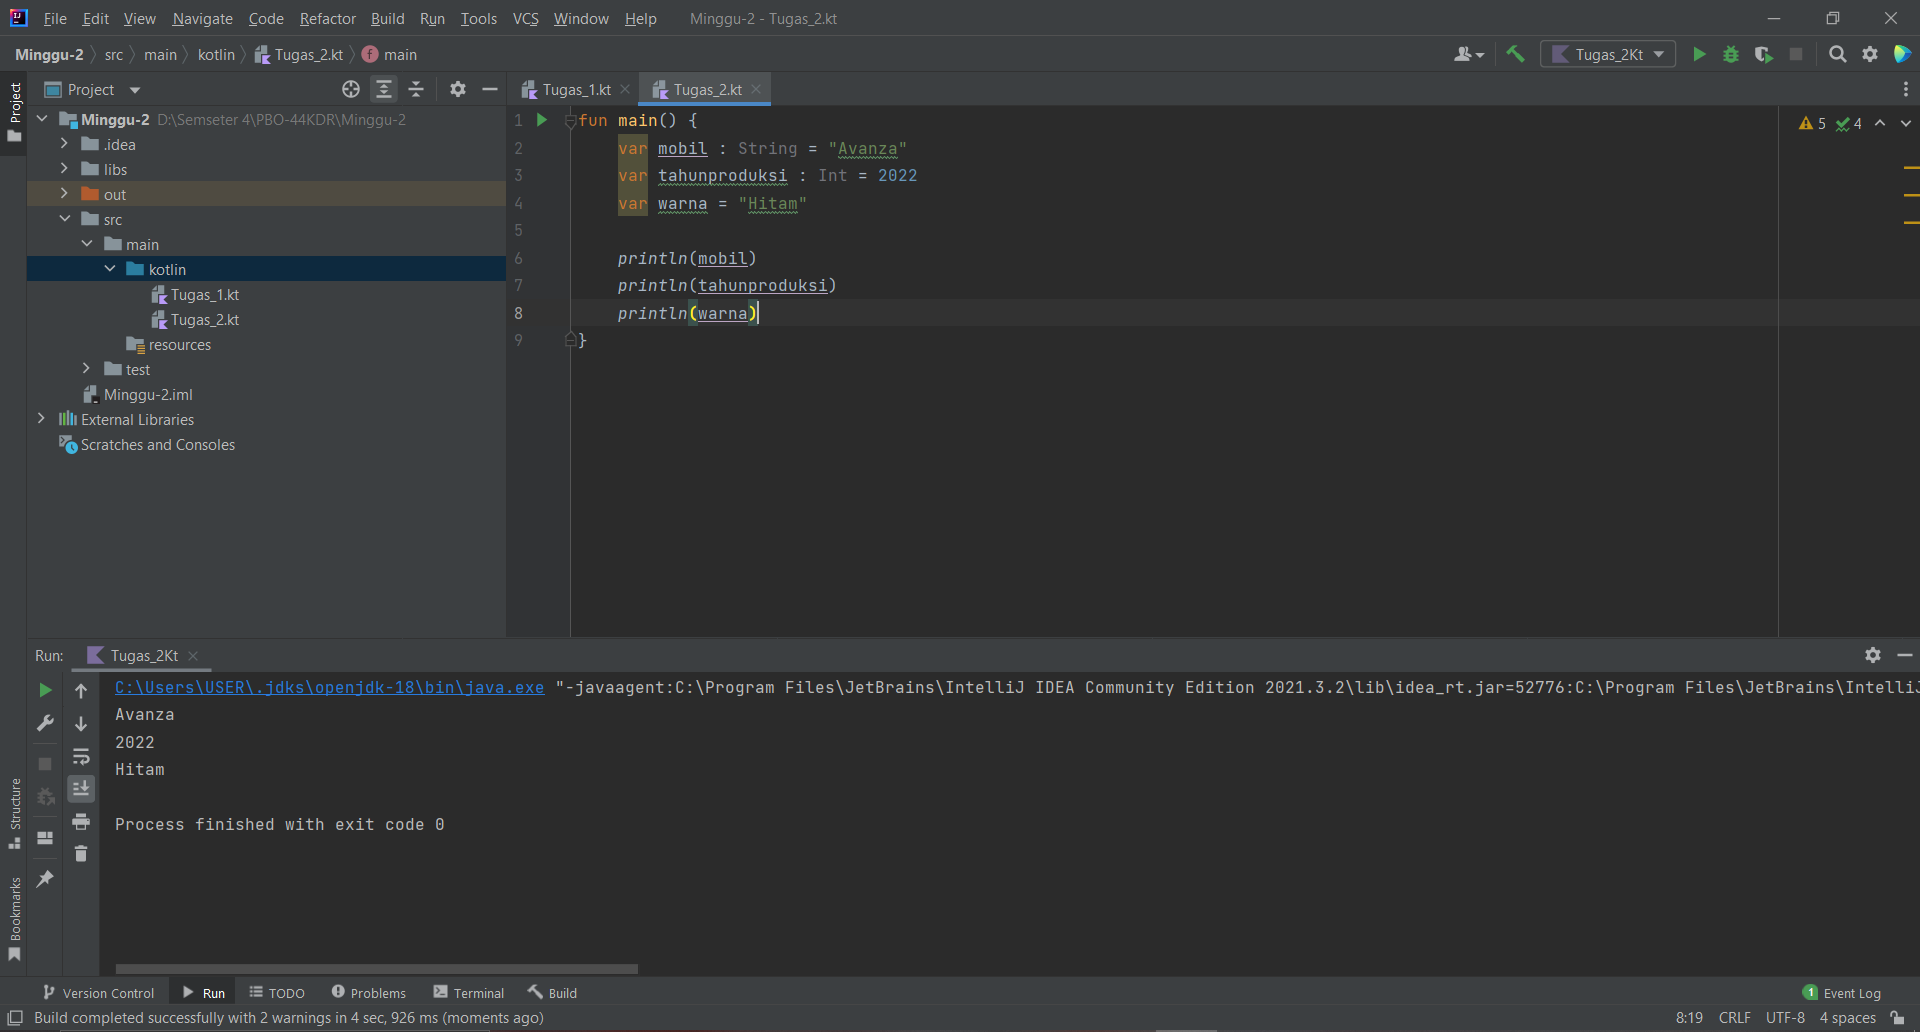 File Edit View Navigate Code Refactor Build Run Tools VCS Window Help Minggu-2 - Tugas_2.kt
Minggu-2 src main kotlin Tugas_2.kt main Tugas_2Kt
Project
Project
Tugas_1.kt Tugas_2.kt
Minggu-2 D:\Semseter 4\PBO-44KDR\Minggu-2
.idea
libs
out
src
main
kotlin
Tugas_1.kt
Tugas_2.kt
resources
test
Minggu-2.iml
External Libraries
Scratches and Consoles
1 fun main() {
2 var mobil : String = "Avanza"
3 var tahunproduksi : Int = 2022
4 var warna = "Hitam"
5
6 println(mobil)
7 println(tahunproduksi)
8 println(warna)
9 }
5 4
Run: Tugas_2Kt
C:\Users\USER\.jdks\openjdk-18\bin\java.exe "-javaagent:C:\Program Files\JetBrains\IntelliJ IDEA Community Edition 2021.3.2\lib\idea_rt.jar=52776:C:\Program Files\JetBrains\IntelliJ
Avanza
2022
Hitam
Process finished with exit code 0
Structure
Bookmarks
Version Control Run TODO Problems Terminal Build 1 Event Log
Build completed successfully with 2 warnings in 4 sec, 926 ms (moments ago) 8:19 CRLF UTF-8 4 spaces